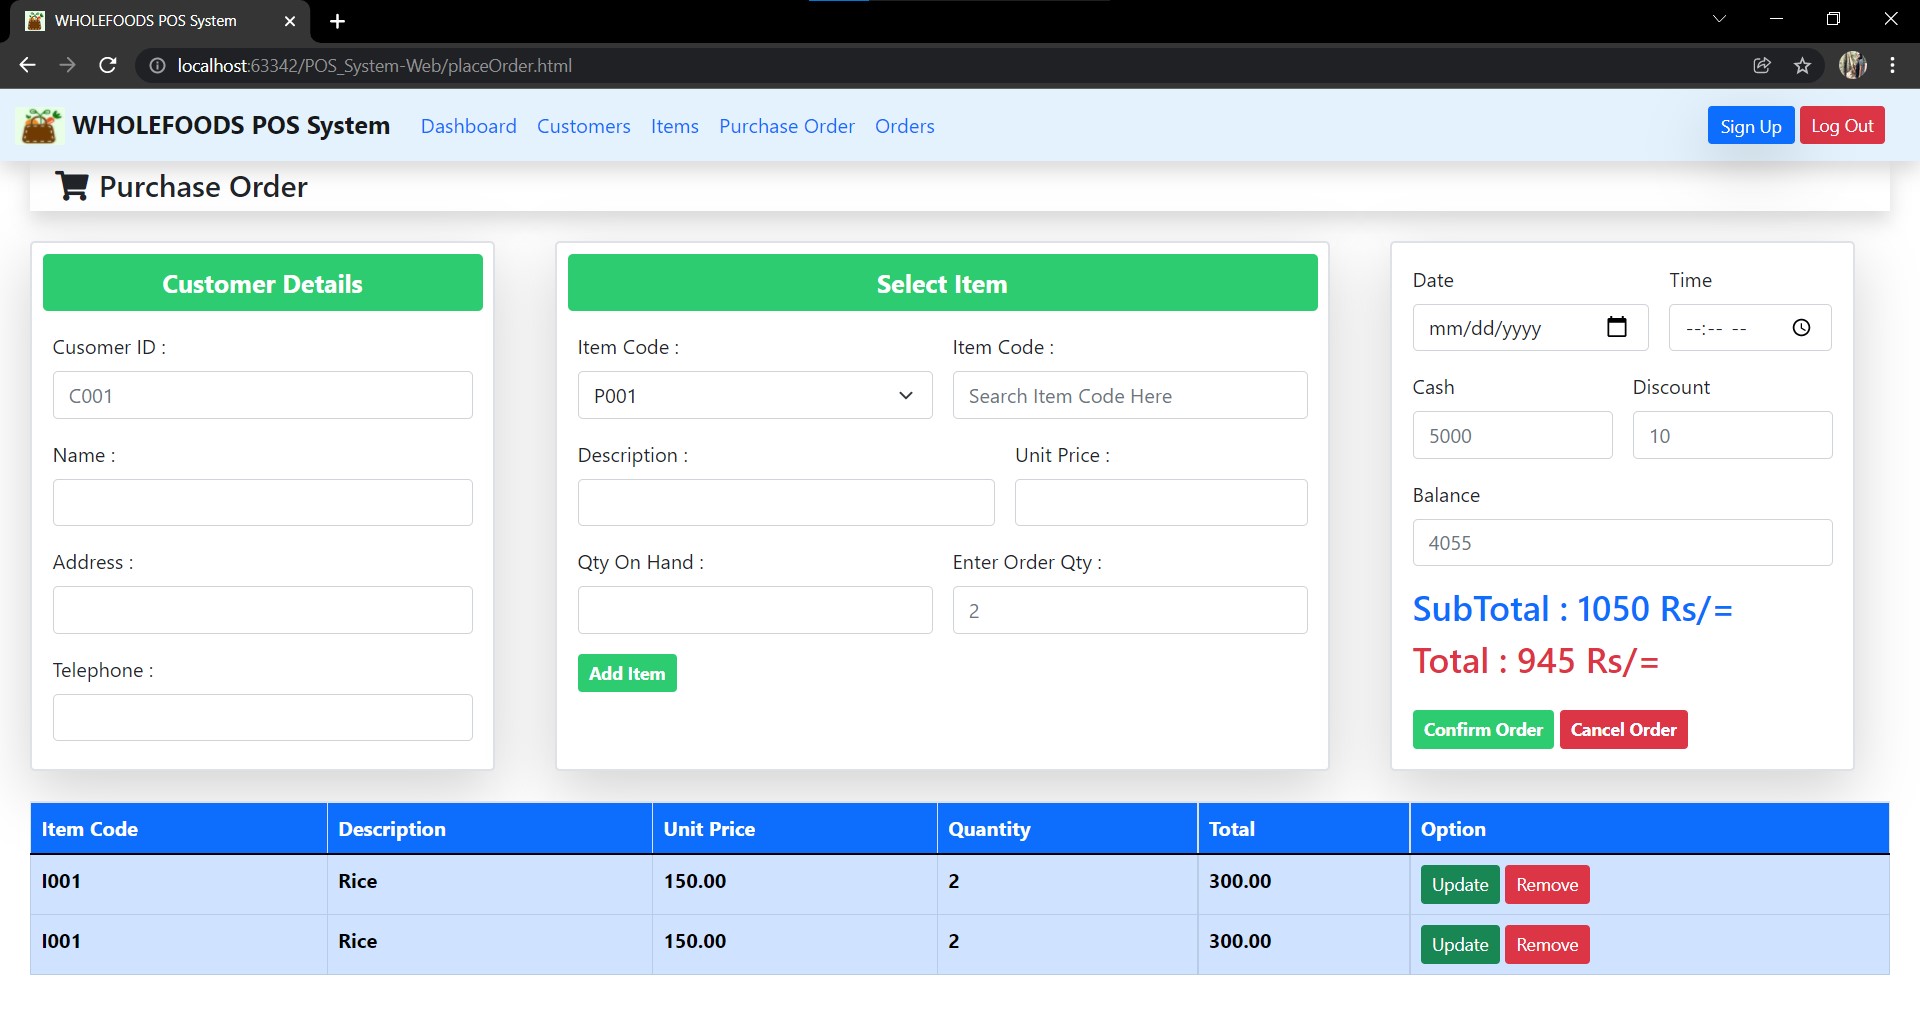 WHOLEFOODS POS System
localhost:63342/POS_System-Web/placeOrder.html
WHOLEFOODS POS System Dashboard Customers Items Purchase Order Orders Sign Up Log Out
Purchase Order
Customer Details
Cusomer ID :
C001
Name :
Address :
Telephone :
Select Item
Item Code : Item Code :
P001 Search Item Code Here
Description : Unit Price :
Qty On Hand : Enter Order Qty :
2
Add Item
Date Time
mm/dd/yyyy --:-- --
Cash Discount
5000 10
Balance
4055
SubTotal : 1050 Rs/=
Total : 945 Rs/=
Confirm Order Cancel Order
Item Code Description Unit Price Quantity Total Option
I001 Rice 150.00 2 300.00 Update Remove
I001 Rice 150.00 2 300.00 Update Remove